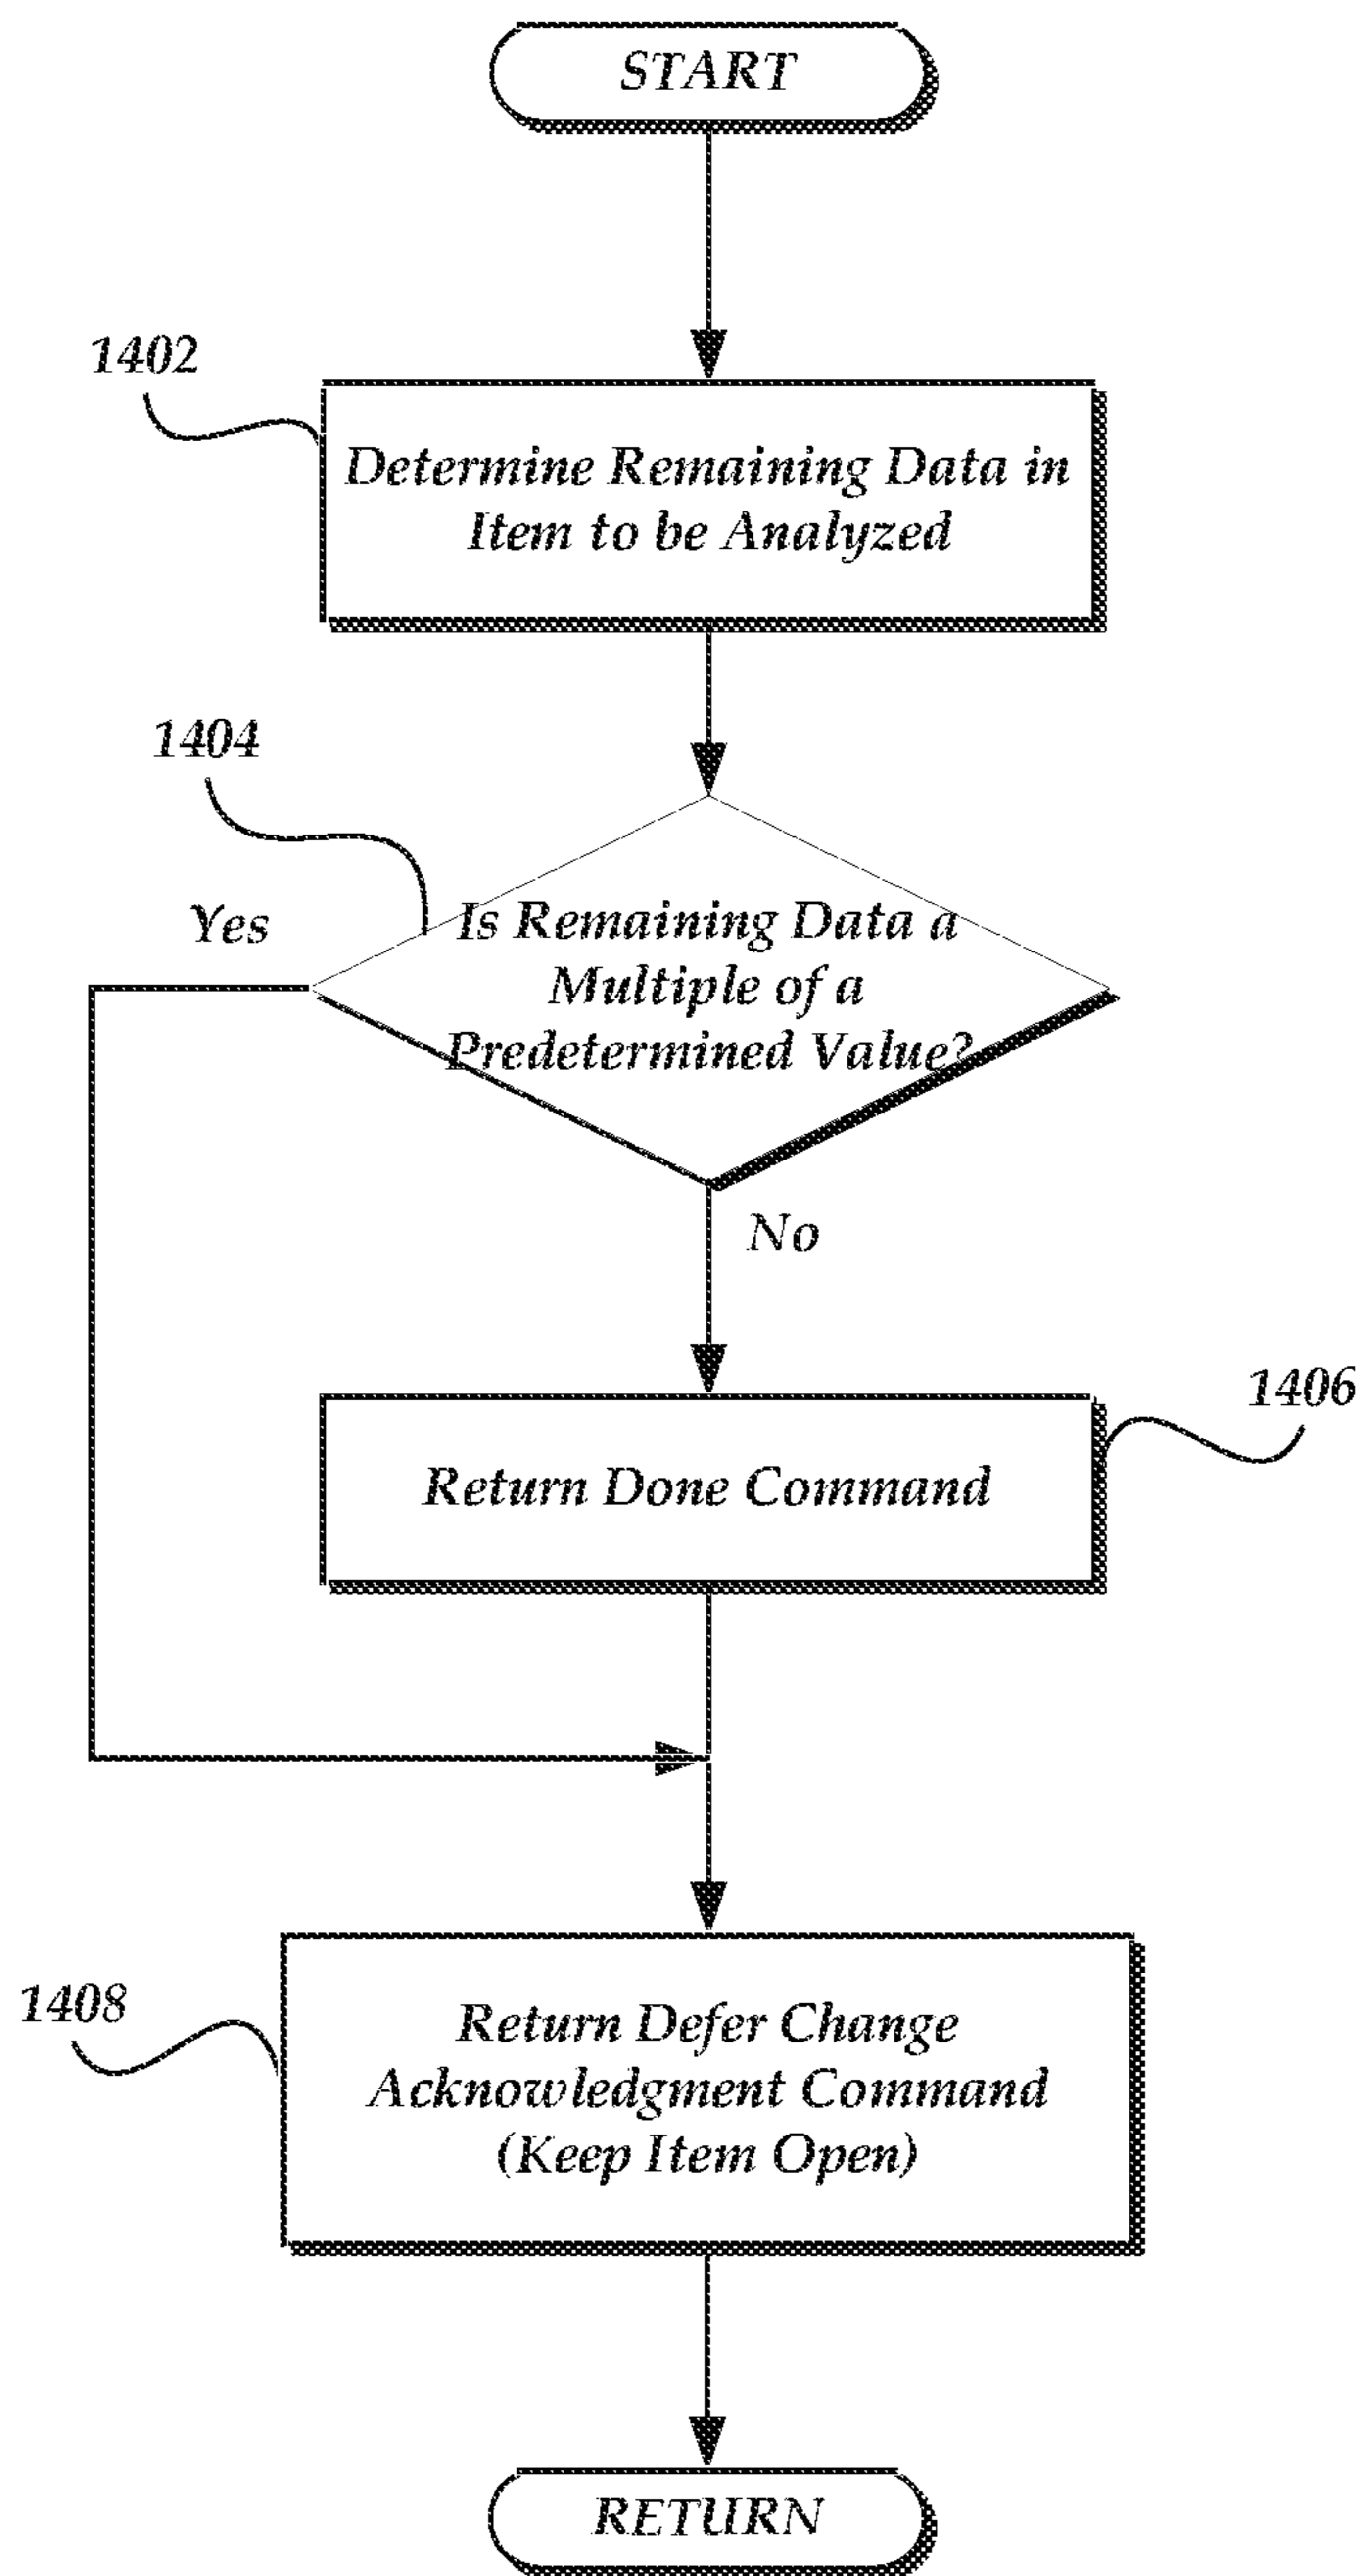 START
1402
Determine Remaining Data in
Item to be Analyzed
1404
Yes
Is Remaining Data a
Multiple of a
Predetermined Value?
No
1406
Return Done Command
1408
Return Defer Change
Acknowledgment Command
(Keep Item Open)
RETURN